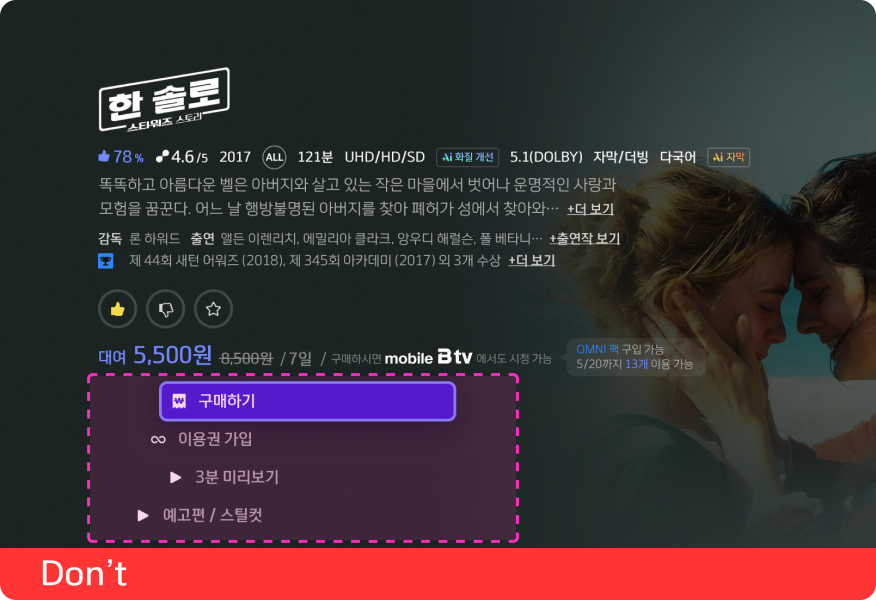 한 솔로
스타워즈 스토리
78% 4.6/5 2017 ALL 121분 UHD/HD/SD Ai 화질 개선 5.1(DOLBY) 자막/더빙 다국어 Ai 자막
똑똑하고 아름다운 벨은 아버지와 살고 있는 작은 마을에서 벗어나 운명적인 사랑과
모험을 꿈꾼다. 어느 날 행방불명된 아버지를 찾아 폐허가 성에서 찾아와… +더 보기
감독 론 하워드 출연 앨든 이렌리치, 에밀리아 클라크, 앙우디 해럴슨, 폴 베타니… +출연작 보기
제 44회 새턴 어워즈 (2018), 제 345회 아카데미 (2017) 외 3개 수상 +더 보기
대여 5,500원 8,500원 / 7일 / 구매하시면 mobile B tv 에서도 시청 가능
OMNI 팩 구입 가능
5/20까지 13개 이용 가능
구매하기
이용권 가입
3분 미리보기
예고편 / 스틸컷
Don't